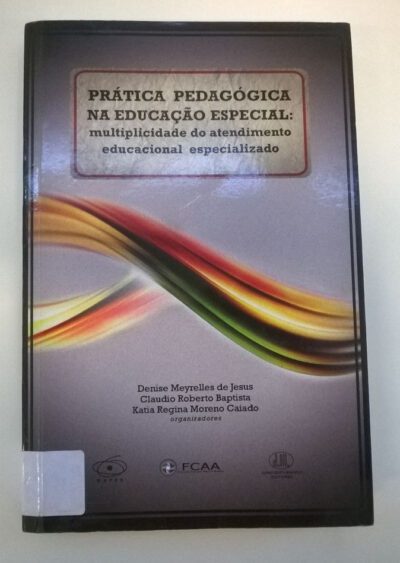 PRÁTICA PEDAGÓGICA
NA EDUCAÇÃO ESPECIAL:
multiplicidade do atendimento
educacional especializado
Denise Meyrelles de Jesus
Claudio Roberto Baptista
Katia Regina Moreno Caiado
organizadores
FCAA